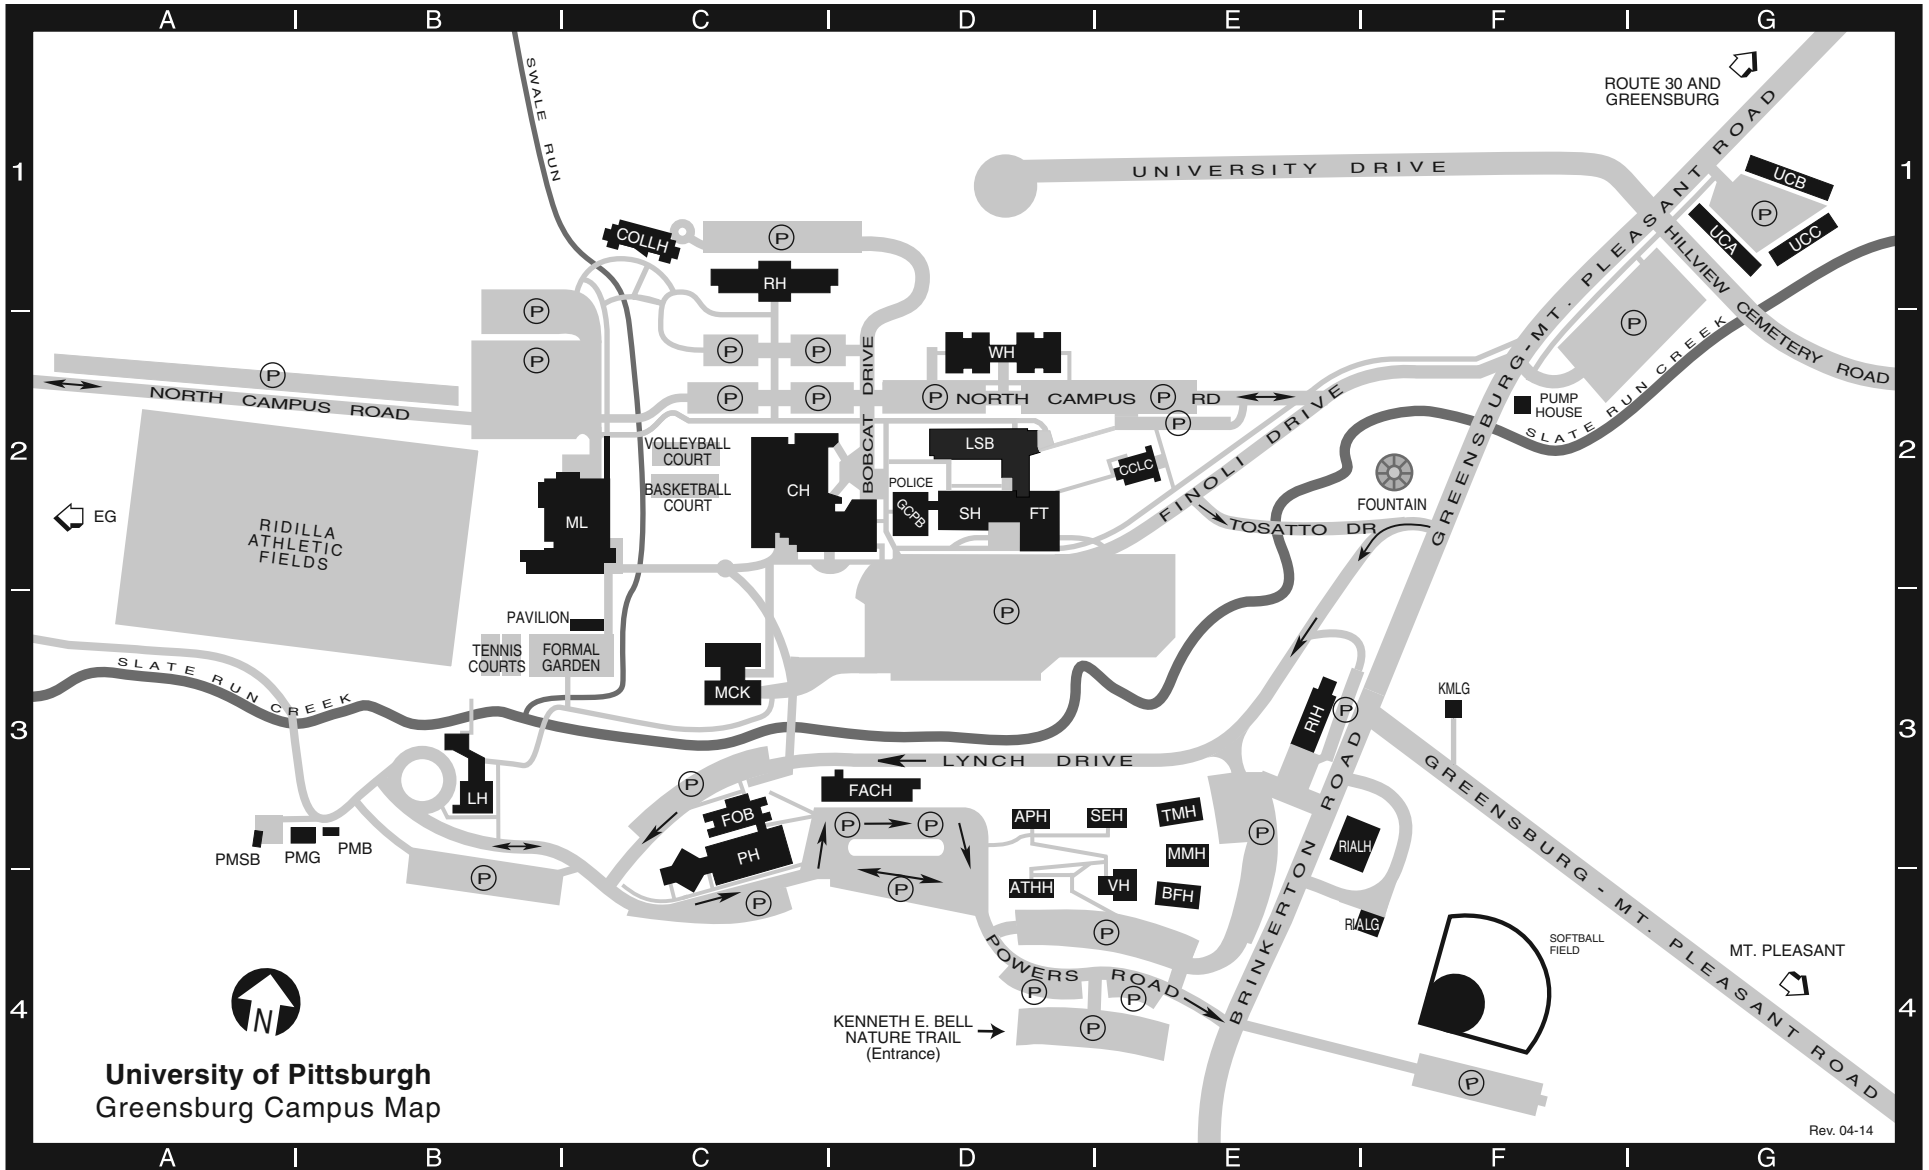 A B C D E F G
ROUTE 30 AND
GREENSBURG
SWALE RUN
1
1
UNIVERSITY DRIVE
GREENSBURG-MT. PLEASANT ROAD
UCB
P
UCA
UCC
HILLVIEW CEMETERY ROAD
COLLH
P
RH
P
P
P
P
P
WH
P
SLATE RUN CREEK
BOBCAT DRIVE
P
NORTH CAMPUS ROAD
P
P
P
NORTH CAMPUS RD
P
P
PUMP
HOUSE
FINOLI DRIVE
2
2
VOLLEYBALL
COURT
LSB
CCLC
BASKETBALL
COURT
CH
POLICE
GCPB
SH
FT
FOUNTAIN
EG
RIDILLA
ATHLETIC
FIELDS
ML
TOSATTO DR
PAVILION
P
TENNIS
COURTS
FORMAL
GARDEN
SLATE RUN CREEK
MCK
KMLG
RIH
P
3
3
LYNCH DRIVE
P
FACH
LH
FOB
P
P
APH
SEH
TMH
P
BRINKERTON ROAD
GREENSBURG - MT. PLEASANT ROAD
PMSB
PMG
PMB
PH
MMH
RIALH
P
P
P
ATHH
VH
BFH
RIALG
P
SOFTBALL
FIELD
MT. PLEASANT
POWERS ROAD
P
P
4
4
N
KENNETH E. BELL
NATURE TRAIL
(Entrance)
P
P
University of Pittsburgh
Greensburg Campus Map
Rev. 04-14
A B C D E F G